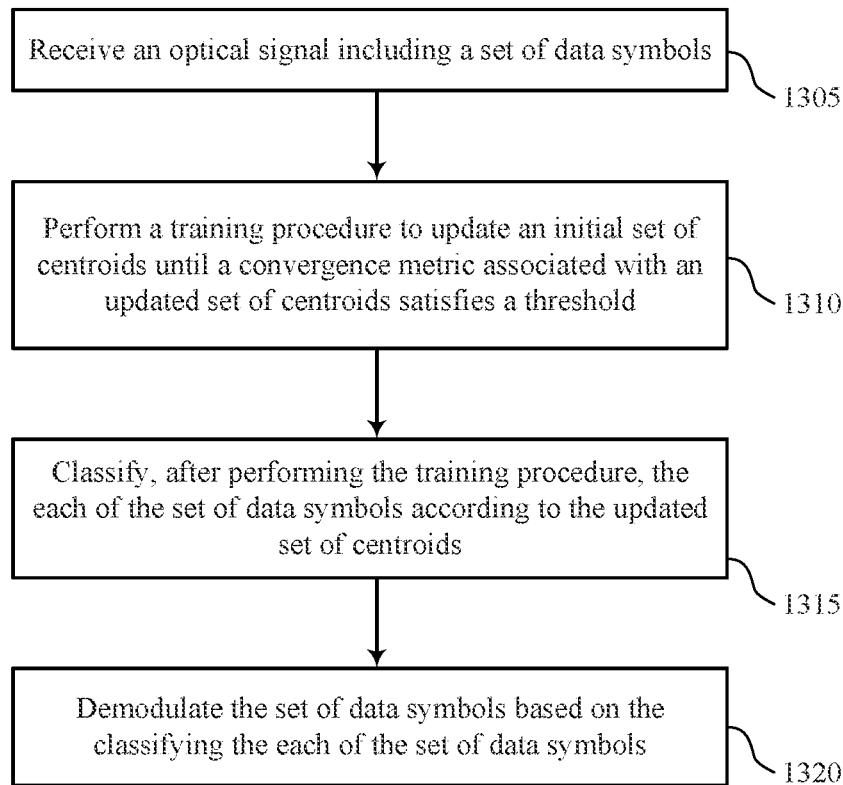 Receive an optical signal including a set of data symbols
1305
Perform a training procedure to update an initial set of
centroids until a convergence metric associated with an
updated set of centroids satisfies a threshold
1310
Classify, after performing the training procedure, the
each of the set of data symbols according to the updated
set of centroids
1315
Demodulate the set of data symbols based on the
classifying the each of the set of data symbols
1320